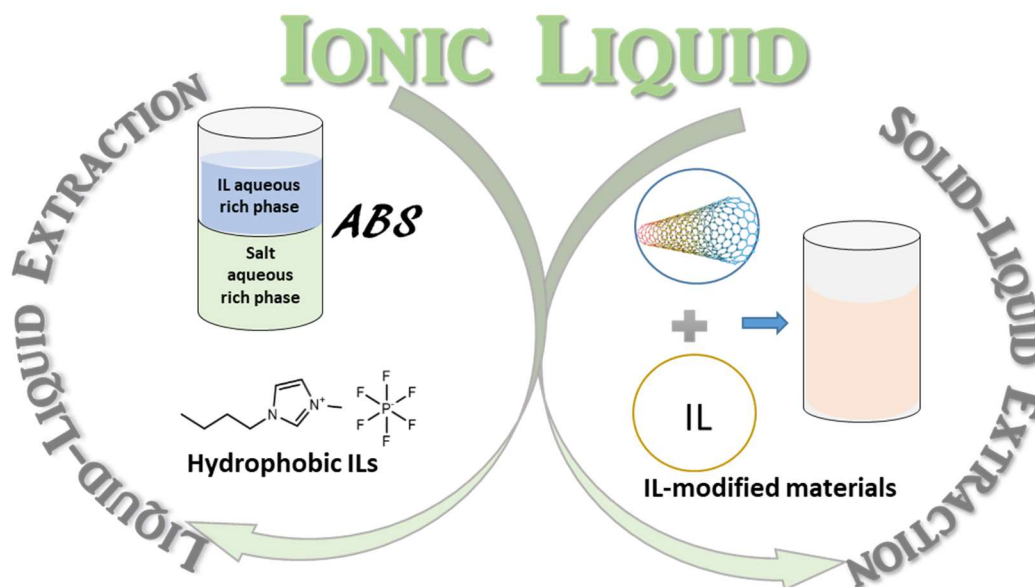 IONIC LIQUID
LIQUID-LIQUID EXTRACTION
IL aqueous
rich phase
ABS
Salt
aqueous
rich phase
N
N+
F
F
F
P-
F
F
F
Hydrophobic ILs
SOLID-LIQUID EXTRACTION
IL
IL-modified materials